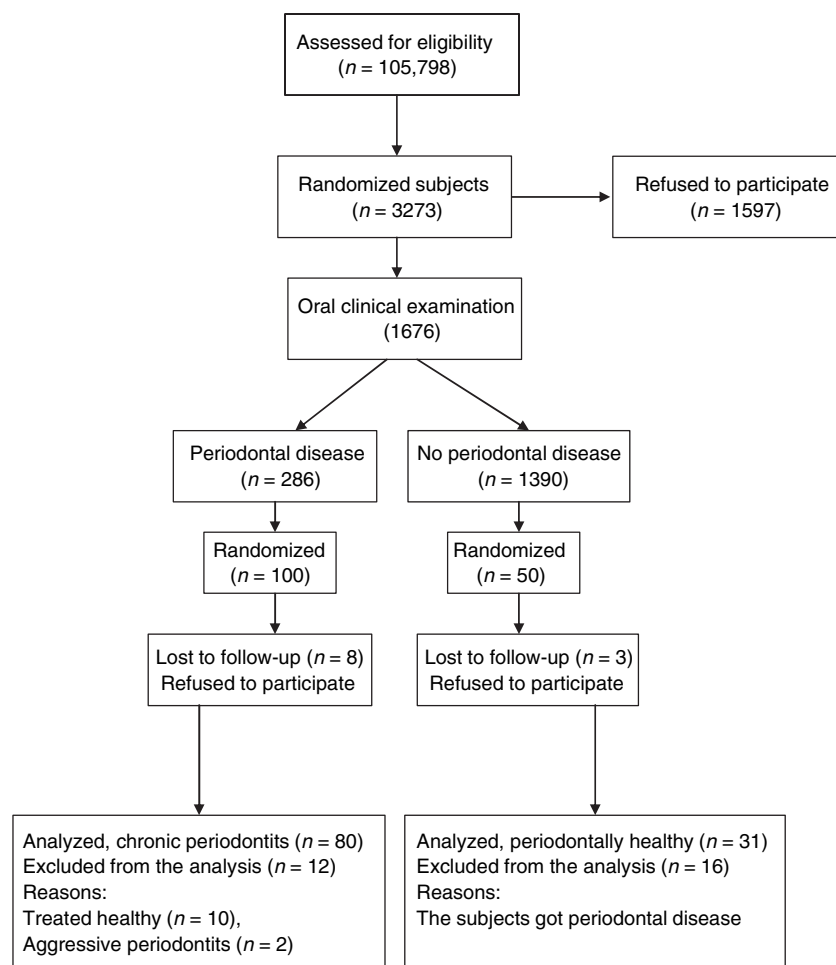 Assessed for eligibility
(n = 105,798)
Randomized subjects
(n = 3273)
Refused to participate
(n = 1597)
Oral clinical examination
(1676)
Periodontal disease
(n = 286)
No periodontal disease
(n = 1390)
Randomized
(n = 100)
Randomized
(n = 50)
Lost to follow-up (n = 8)
Refused to participate
Lost to follow-up (n = 3)
Refused to participate
Analyzed, chronic periodontits (n = 80)
Excluded from the analysis (n = 12)
Reasons:
Treated healthy (n = 10),
Aggressive periodontits (n = 2)
Analyzed, periodontally healthy (n = 31)
Excluded from the analysis (n = 16)
Reasons:
The subjects got periodontal disease